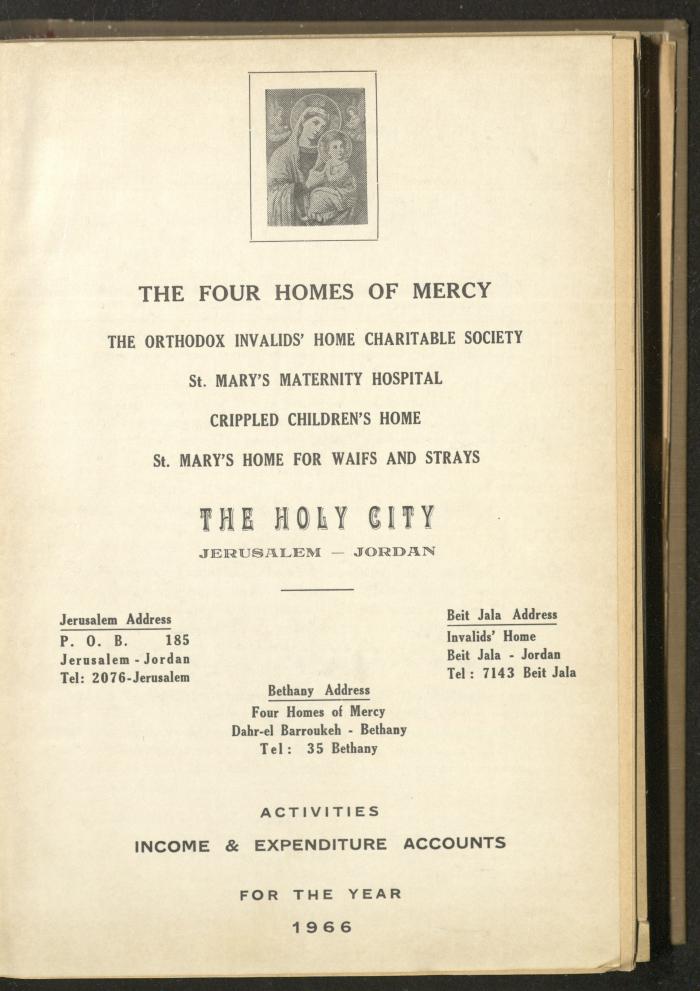 THE FOUR HOMES OF MERCY
THE ORTHODOX INVALIDS' HOME CHARITABLE SOCIETY
St. MARY'S MATERNITY HOSPITAL
CRIPPLED CHILDREN'S HOME
St. MARY'S HOME FOR WAIFS AND STRAYS
THE HOLY CITY
JERUSALEM — JORDAN
Jerusalem Address
P. O. B. 185
Jerusalem - Jordan
Tel: 2076-Jerusalem
Beit Jala Address
Invalids' Home
Beit Jala - Jordan
Tel : 7143 Beit Jala
Bethany Address
Four Homes of Mercy
Dahr-el Barroukeh - Bethany
Tel : 35 Bethany
ACTIVITIES
INCOME & EXPENDITURE ACCOUNTS
FOR THE YEAR
1966